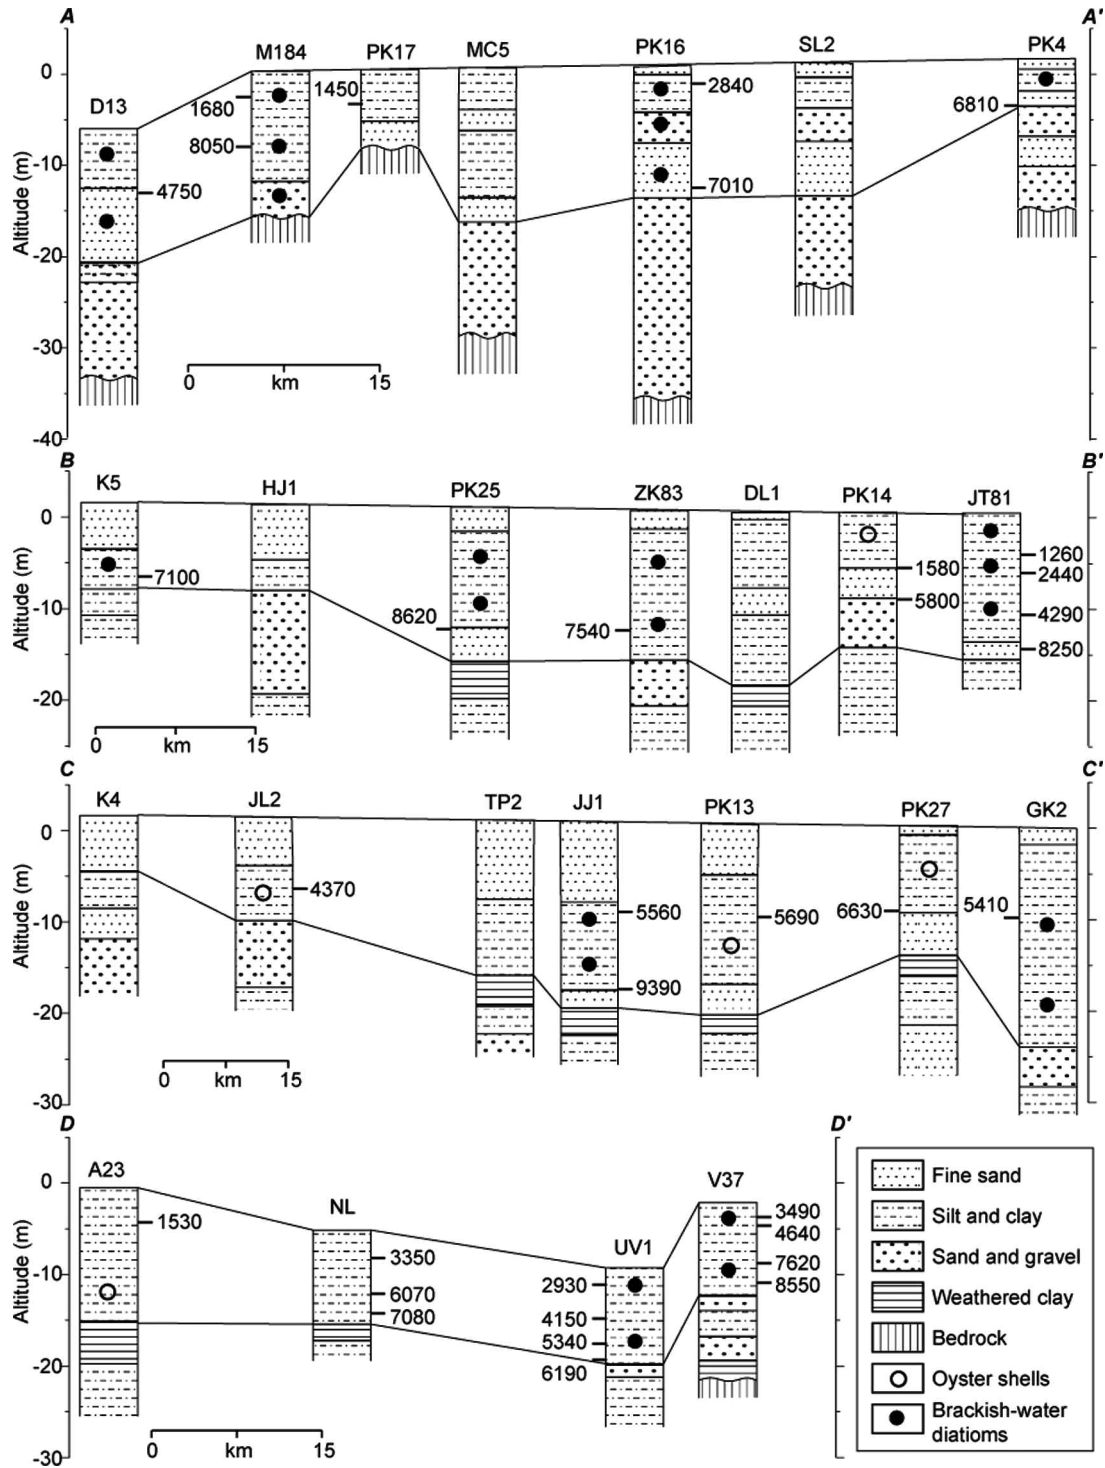 A A'
M184 PK17 MC5 PK16 SL2 PK4
D13
0
-10
-20
-30
-40
Altitude (m)
1680
8050
4750
1450
2840
7010
6810
0 km 15
B B'
K5 HJ1 PK25 ZK83 DL1 PK14 JT81
0
-10
-20
Altitude (m)
7100
8620
7540
1580
5800
1260
2440
4290
8250
0 km 15
C C'
K4 JL2 TP2 JJ1 PK13 PK27 GK2
0
-10
-20
-30
Altitude (m)
4370
5560
9390
5690
6630
5410
0 km 15
D D'
A23 NL UV1 V37
0
-10
-20
-30
Altitude (m)
1530
3350
6070
7080
2930
4150
5340
6190
3490
4640
7620
8550
0 km 15
Fine sand
Silt and clay
Sand and gravel
Weathered clay
Bedrock
Oyster shells
Brackish-water
diatioms